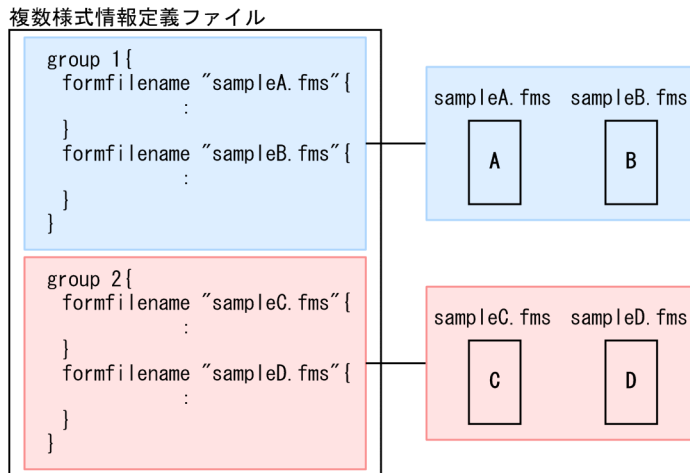 複数様式情報定義ファイル
group 1{
formfilename "sampleA.fms"{
:
}
formfilename "sampleB.fms"{
:
}
}
sampleA.fms sampleB.fms
A B
group 2{
formfilename "sampleC.fms"{
:
}
formfilename "sampleD.fms"{
:
}
}
sampleC.fms sampleD.fms
C D